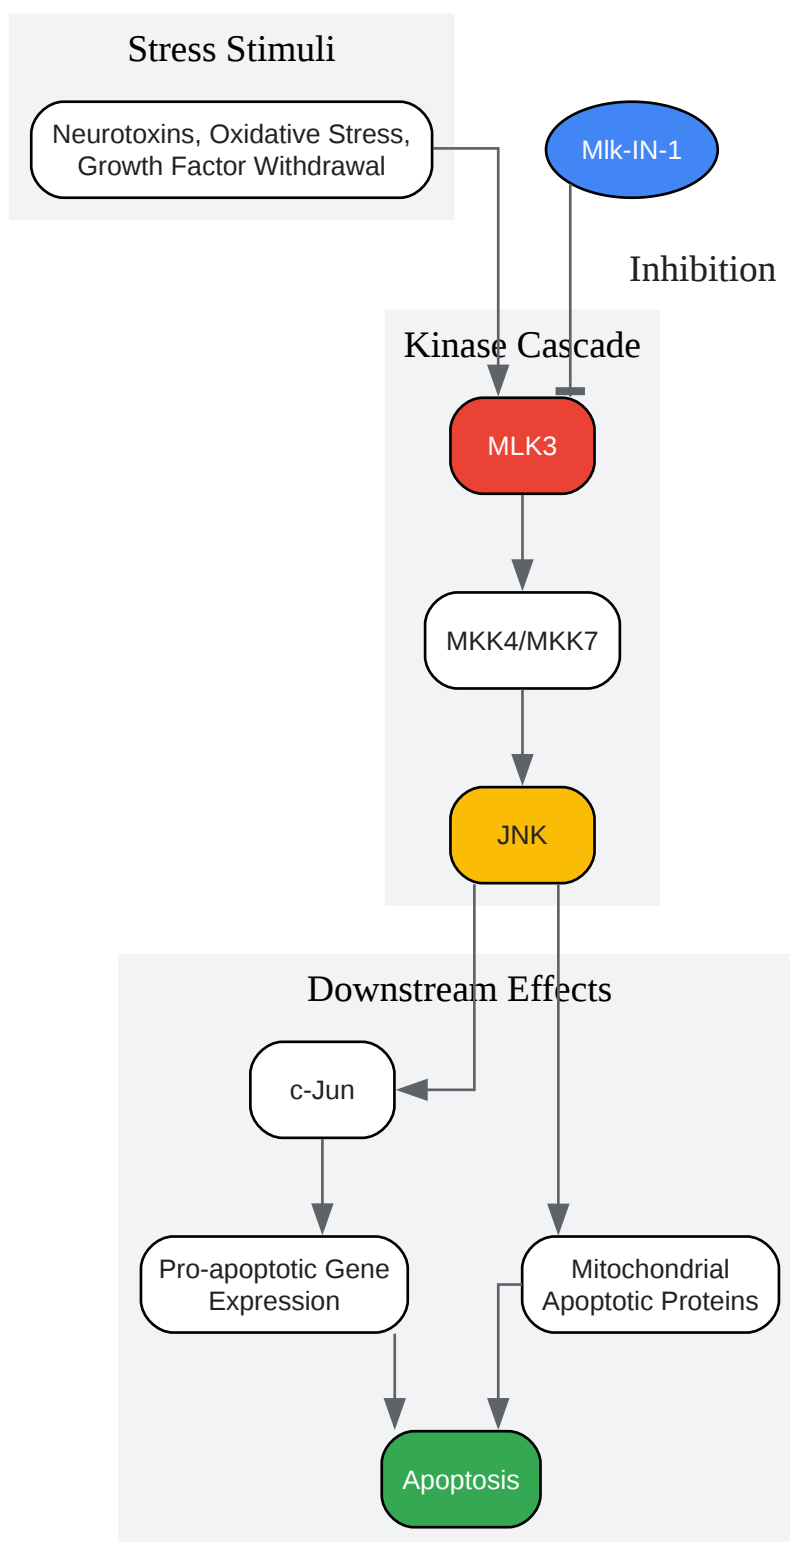 Stress Stimuli
Neurotoxins, Oxidative Stress,
Growth Factor Withdrawal
Mlk-IN-1
Inhibition
Kinase Cascade
MLK3
MKK4/MKK7
JNK
Downstream Effects
c-Jun
Pro-apoptotic Gene
Expression
Mitochondrial
Apoptotic Proteins
Apoptosis